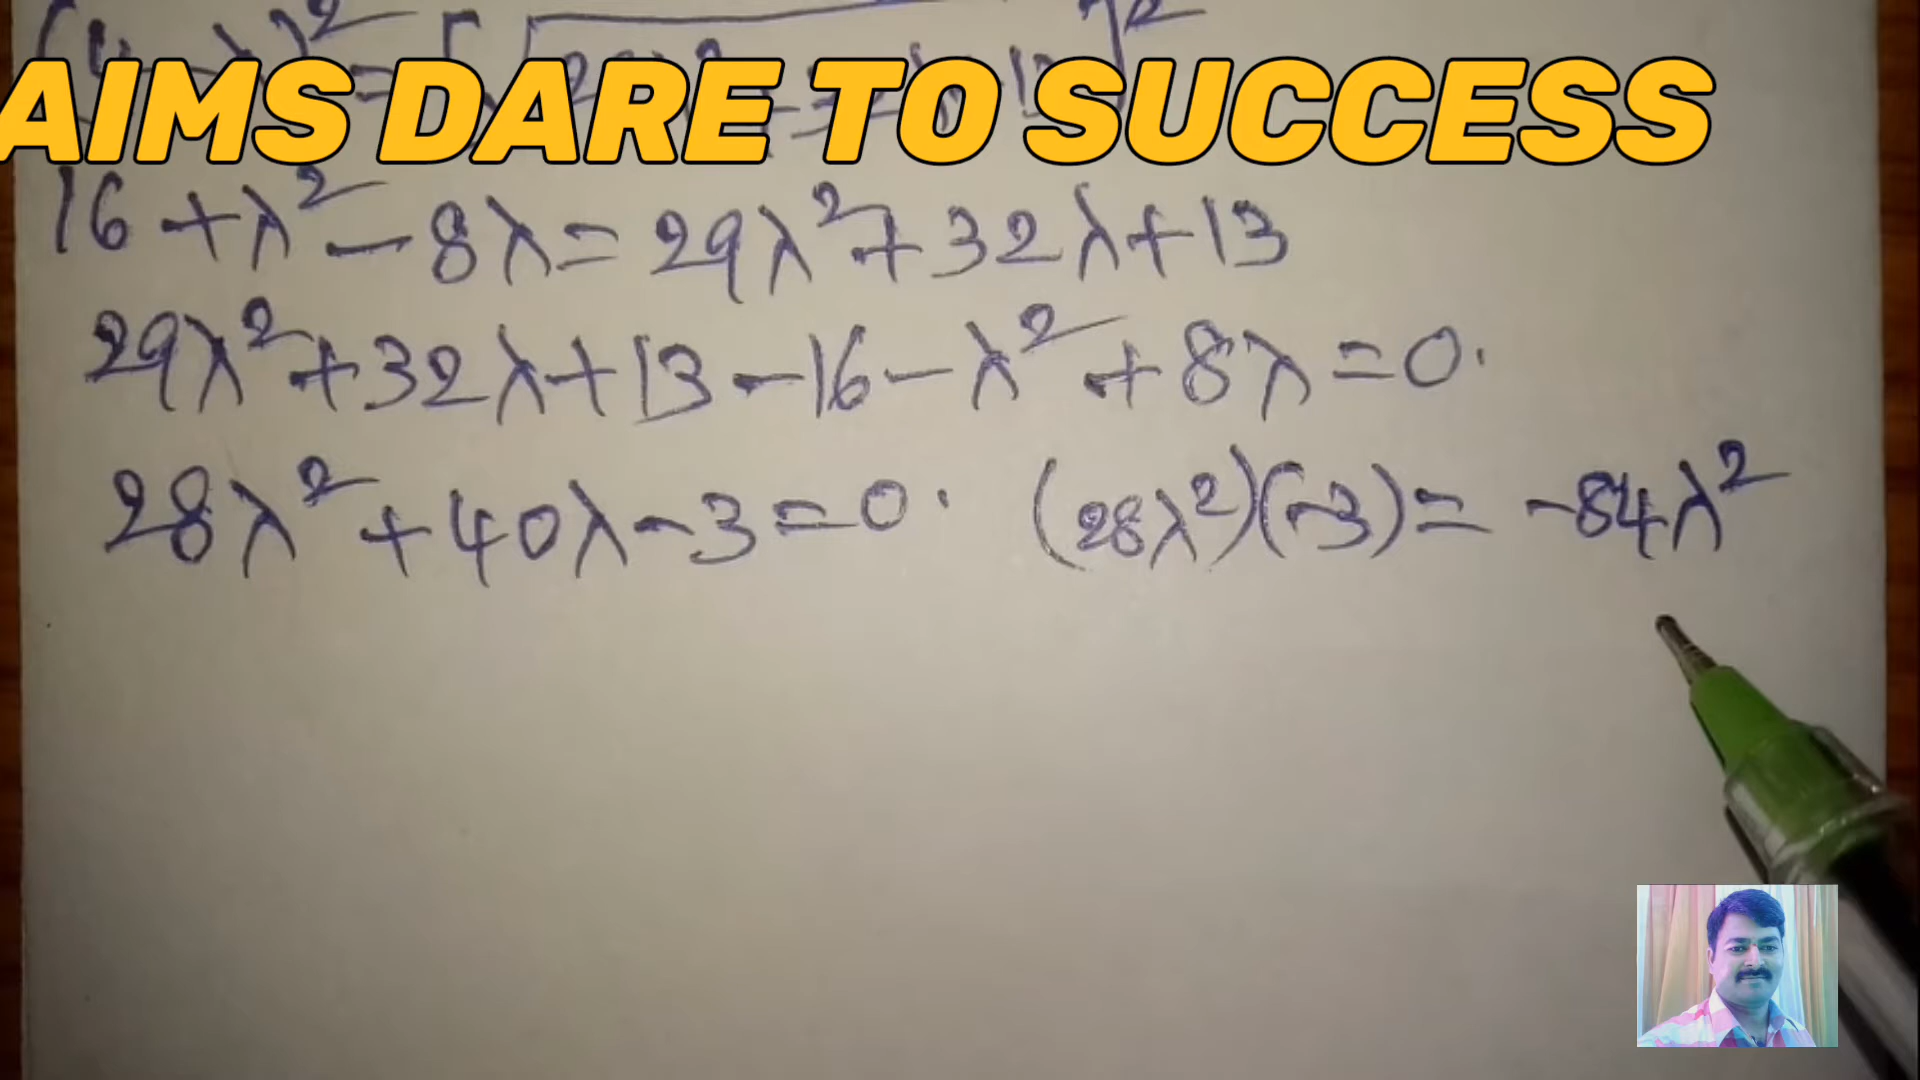 AIMS DARE TO SUCCESS
16 + λ² - 8λ = 29λ² + 32λ + 13
29λ² + 32λ + 13 - 16 - λ² + 8λ = 0.
28λ² + 40λ - 3 = 0. (28λ²)(-3) = -84λ²